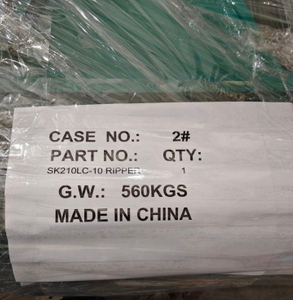 CASE NO.: 2#
PART NO.: QTY:
SK210LC-10 RIPPER 1
G.W.: 560KGS
MADE IN CHINA